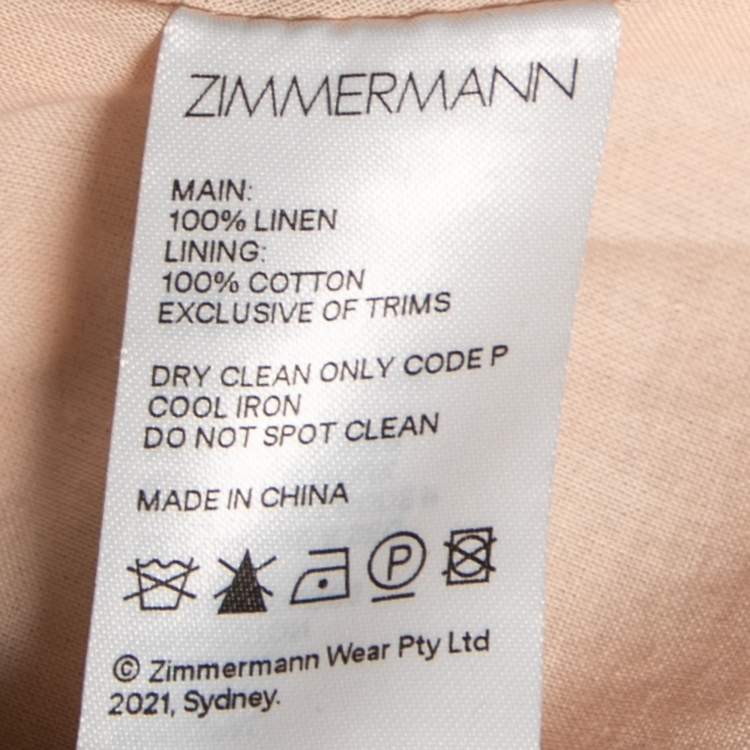 ZIMMERMANN
MAIN:
100% LINEN
LINING:
100% COTTON
EXCLUSIVE OF TRIMS
DRY CLEAN ONLY CODE P
COOL IRON
DO NOT SPOT CLEAN
MADE IN CHINA
P
© Zimmermann Wear Pty Ltd
2021, Sydney.